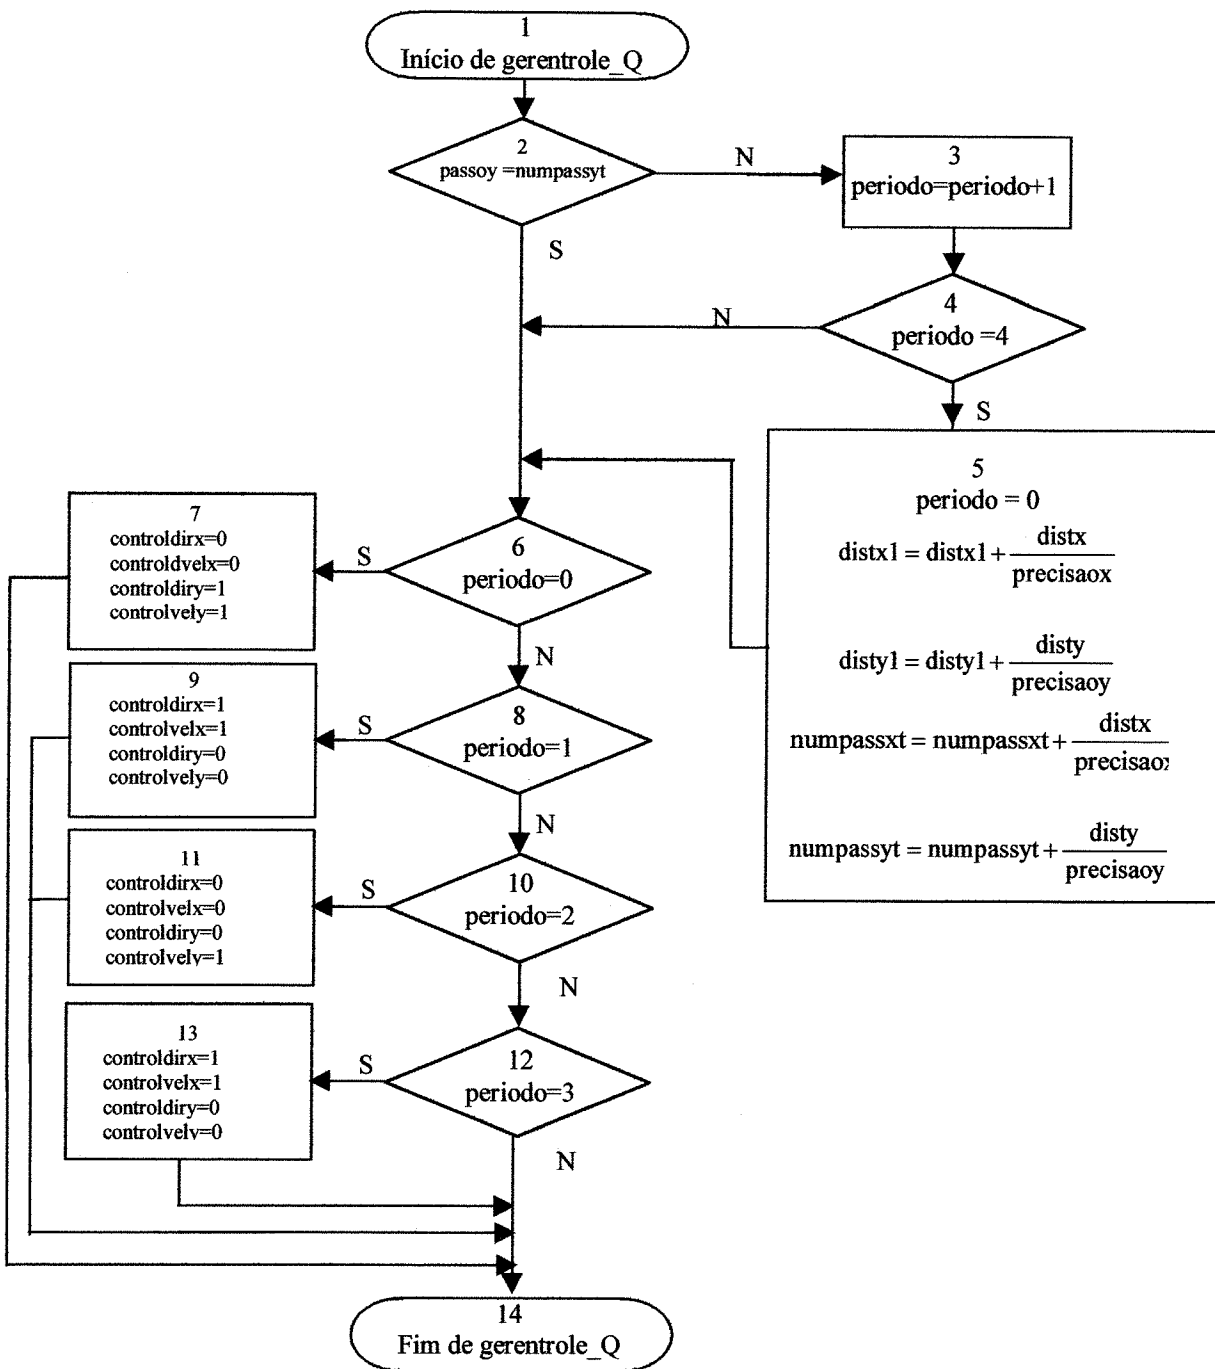 1
Início de gerentrole_Q
2
passoy =numpassyt
N
S
3
periodo=periodo+1
4
periodo =4
N
S
5
periodo = 0
distx1 = distx1 + distx / precisaox
disty1 = disty1 + disty / precisaoy
numpassxt = numpassxt + distx / precisaox
numpassyt = numpassyt + disty / precisaoy
6
periodo=0
S
N
7
controldirx=0
controldvelx=0
controldiry=1
controlvely=1
8
periodo=1
S
N
9
controldirx=1
controlvelx=1
controldiry=0
controlvely=0
10
periodo=2
S
N
11
controldirx=0
controlvelx=0
controldiry=0
controlvely=1
12
periodo=3
S
N
13
controldirx=1
controlvelx=1
controldiry=0
controlvely=0
14
Fim de gerentrole_Q